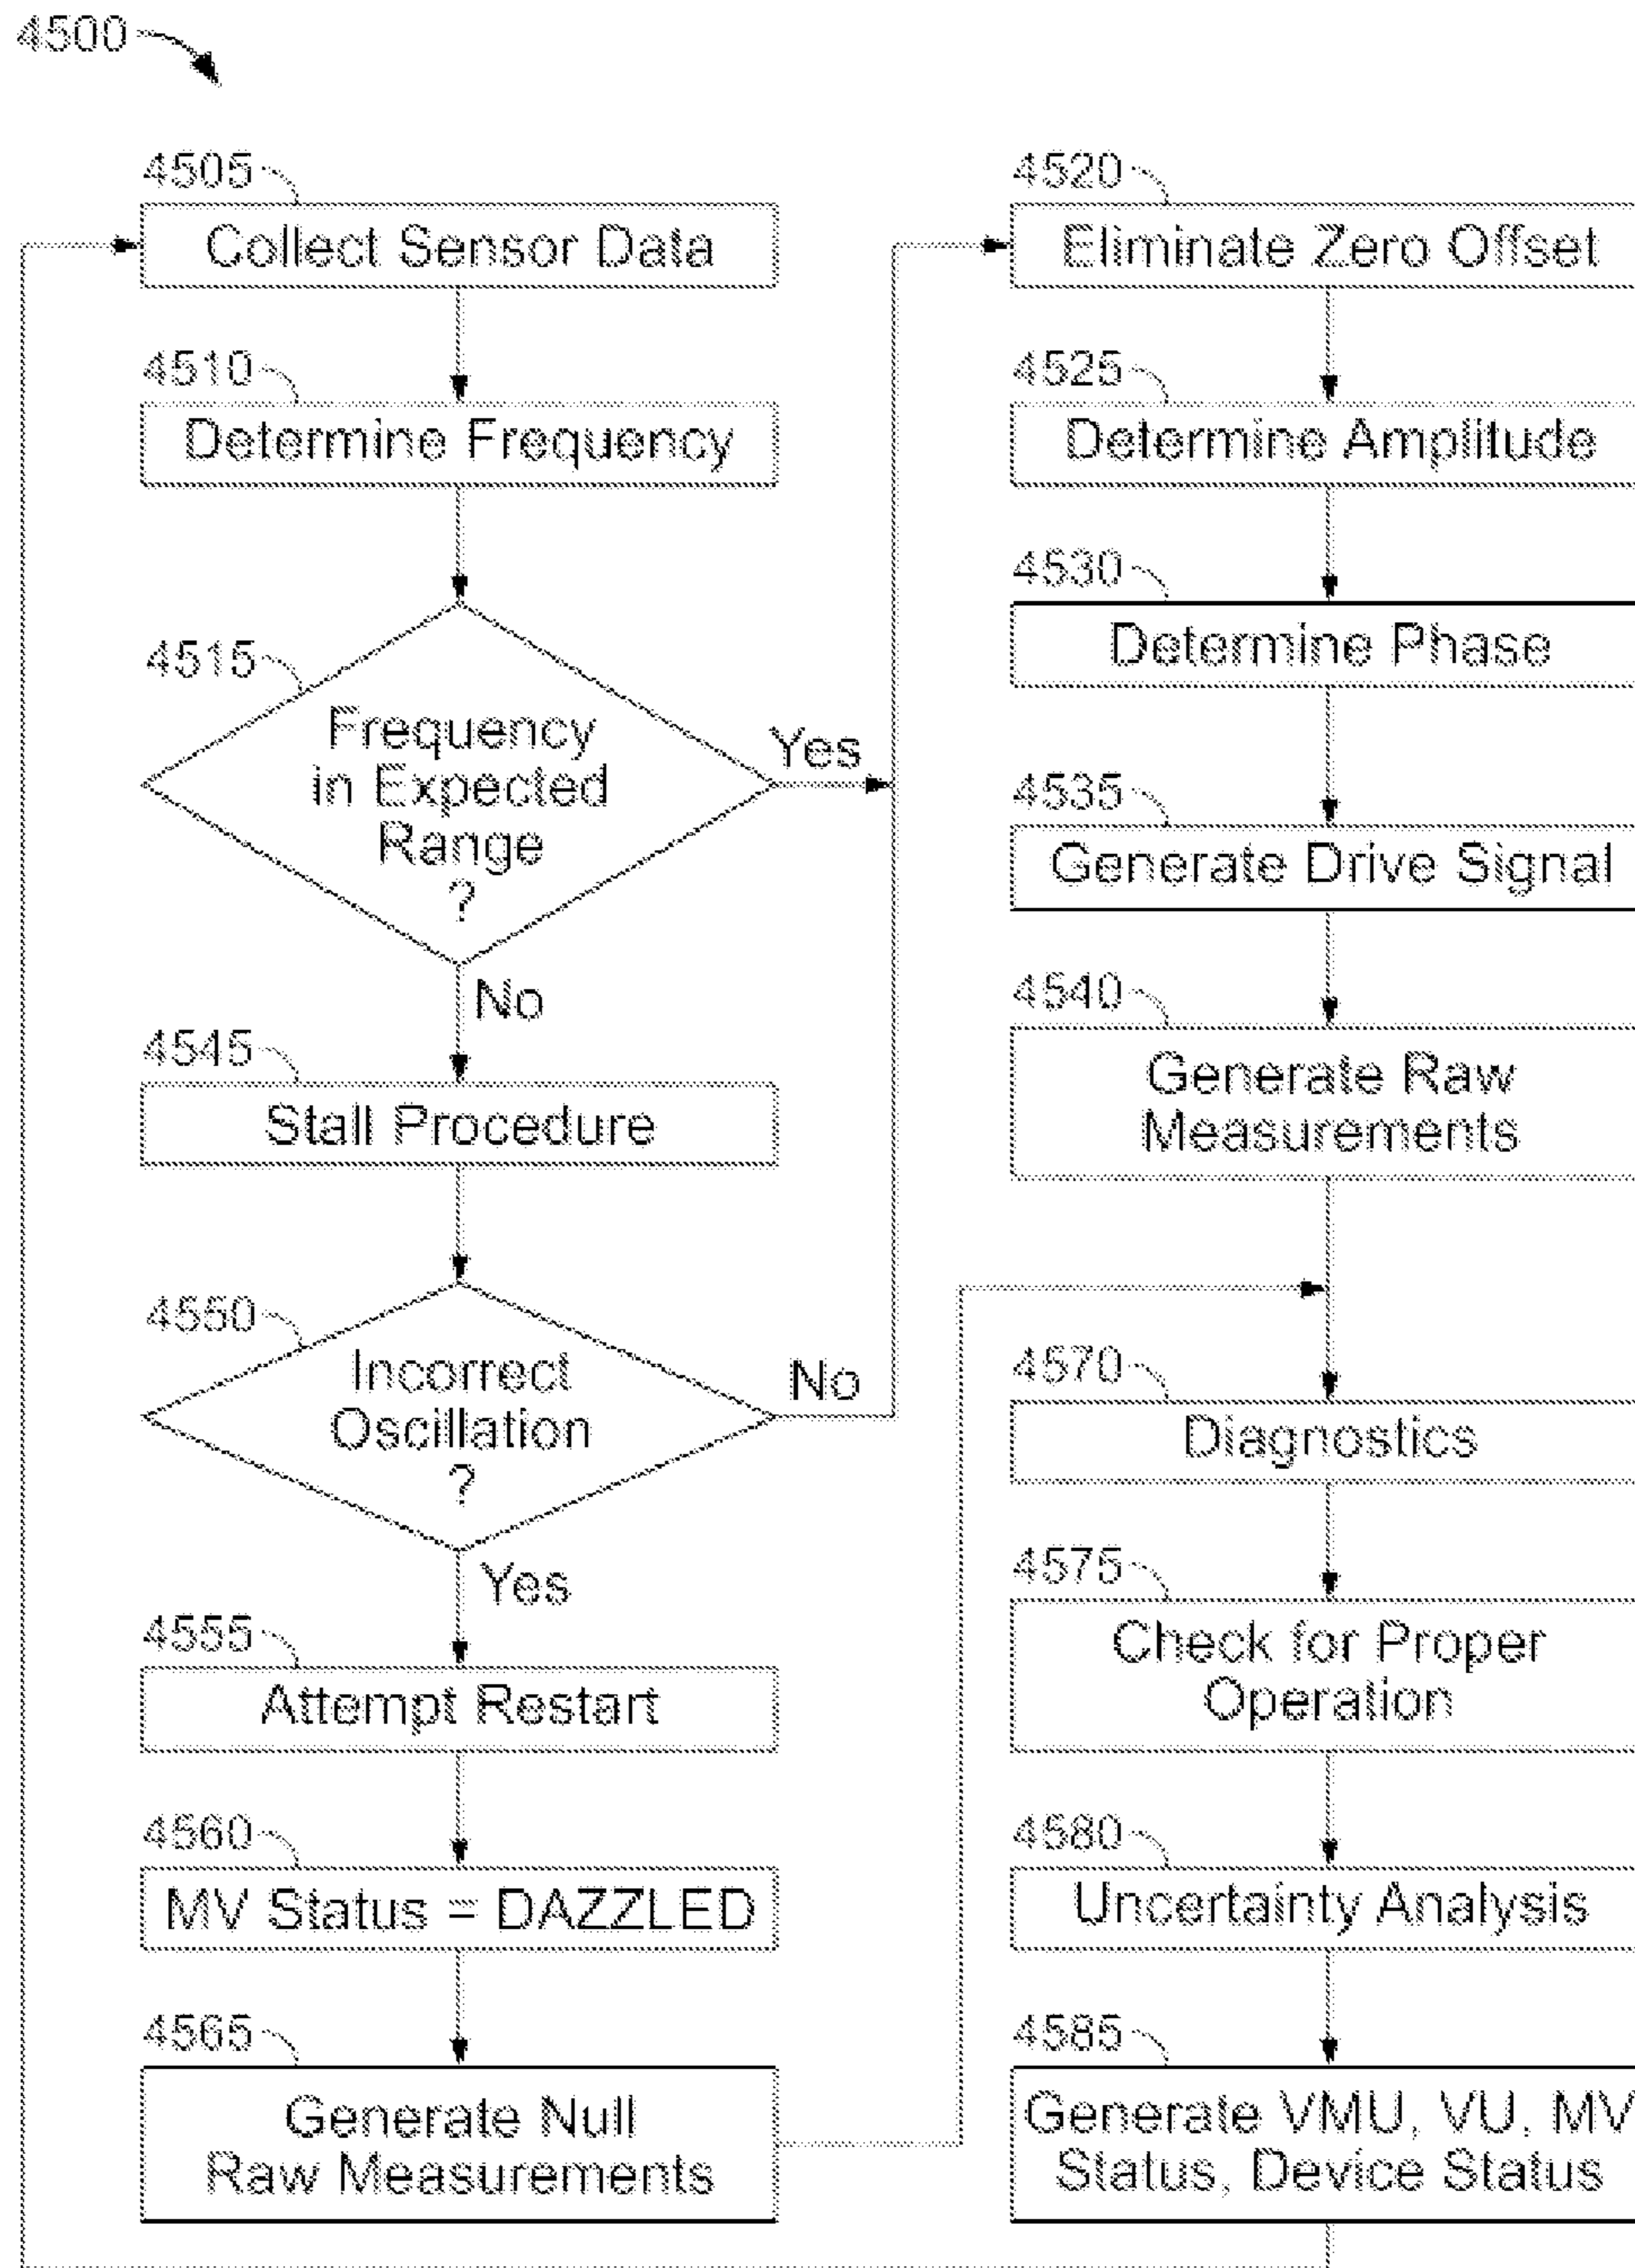 4500
4505
Collect Sensor Data
4510
Determine Frequency
4515
Frequency
in Expected
Range
?
Yes
No
4545
Stall Procedure
4550
Incorrect
Oscillation
?
No
Yes
4555
Attempt Restart
4560
MV Status = DAZZLED
4565
Generate Null
Raw Measurements
4520
Eliminate Zero Offset
4525
Determine Amplitude
4530
Determine Phase
4535
Generate Drive Signal
4540
Generate Raw
Measurements
4570
Diagnostics
4575
Check for Proper
Operation
4580
Uncertainty Analysis
4585
Generate VMU, VU, MV
Status, Device Status